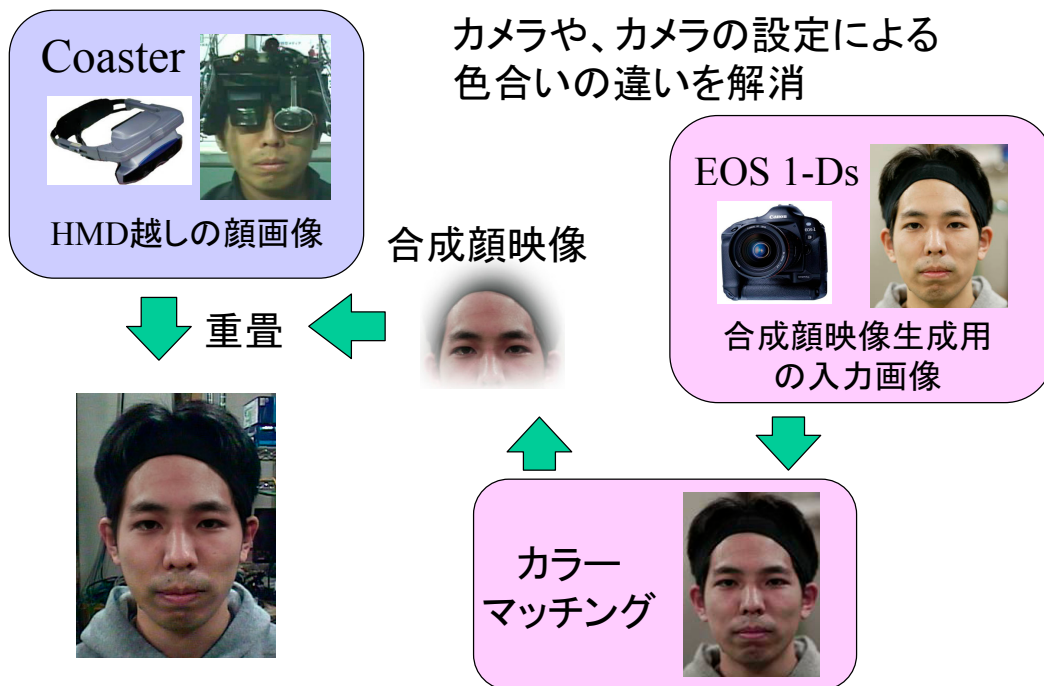 カメラや、カメラの設定による
色合いの違いを解消
Coaster
HMD越しの顔画像
EOS 1-Ds
合成顔映像生成用
の入力画像
合成顔映像
重畳
カラー
マッチング